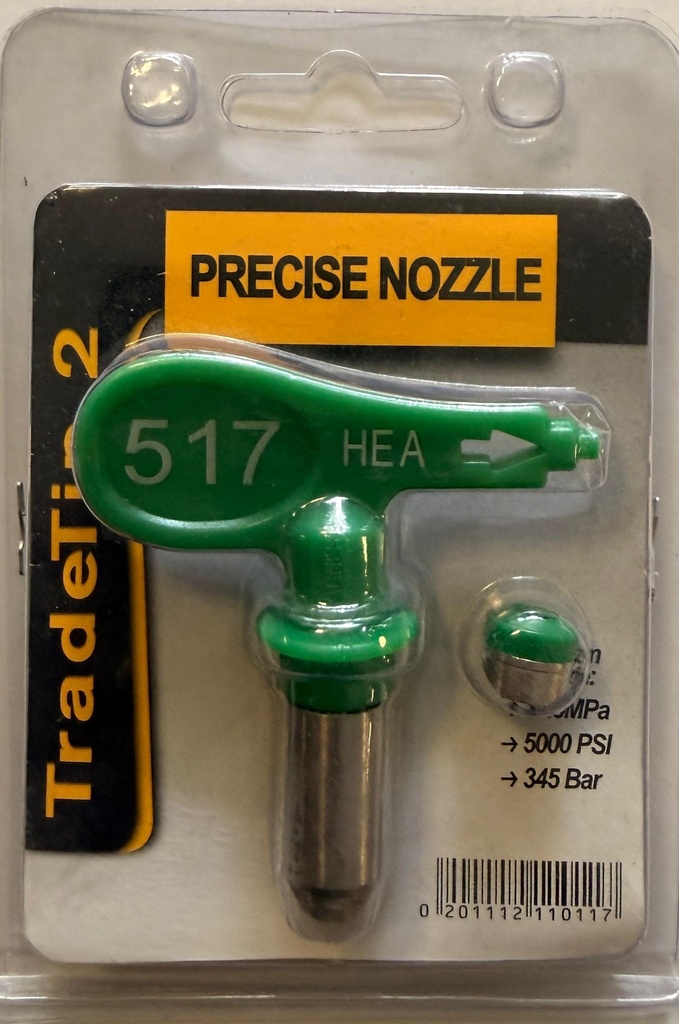 PRECISE NOZZLE
TradeTip 2
517 HEA
→ 5000 PSI
→ 345 Bar
0 201112 110117